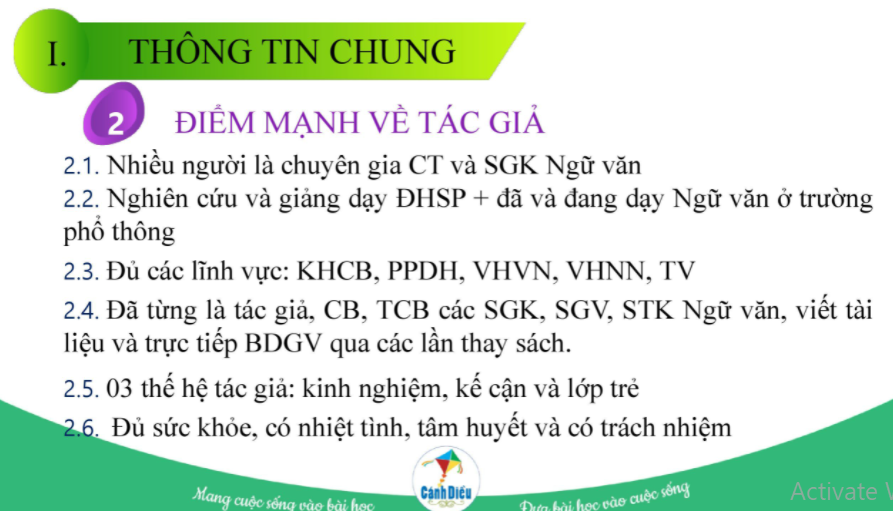 I. THÔNG TIN CHUNG
2 ĐIỂM MẠNH VỀ TÁC GIẢ
2.1. Nhiều người là chuyên gia CT và SGK Ngữ văn
2.2. Nghiên cứu và giảng dạy ĐHSP + đã và đang dạy Ngữ văn ở trường
phổ thông
2.3. Đủ các lĩnh vực: KHCB, PPDH, VHVN, VHNN, TV
2.4. Đã từng là tác giả, CB, TCB các SGK, SGV, STK Ngữ văn, viết tài
liệu và trực tiếp BDGV qua các lần thay sách.
2.5. 03 thế hệ tác giả: kinh nghiệm, kế cận và lớp trẻ
2.6. Đủ sức khỏe, có nhiệt tình, tâm huyết và có trách nhiệm
Mang cuộc sống vào bài học
Cánh Diều
Đưa bài học vào cuộc sống
Activate